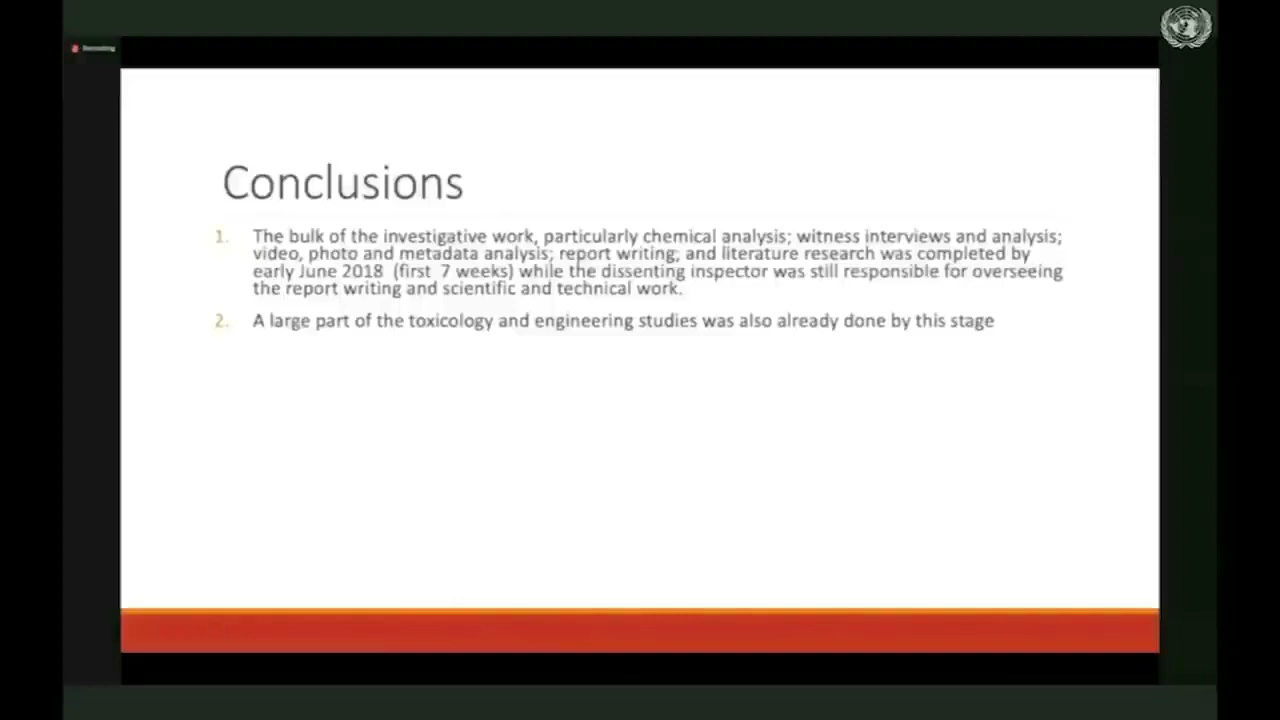 Conclusions
1. The bulk of the investigative work, particularly chemical analysis; witness interviews and analysis;
video, photo and metadata analysis; report writing; and literature research was completed by
early June 2018 (first 7 weeks) while the dissenting inspector was still responsible for overseeing
the report writing and scientific and technical work.
2. A large part of the toxicology and engineering studies was also already done by this stage